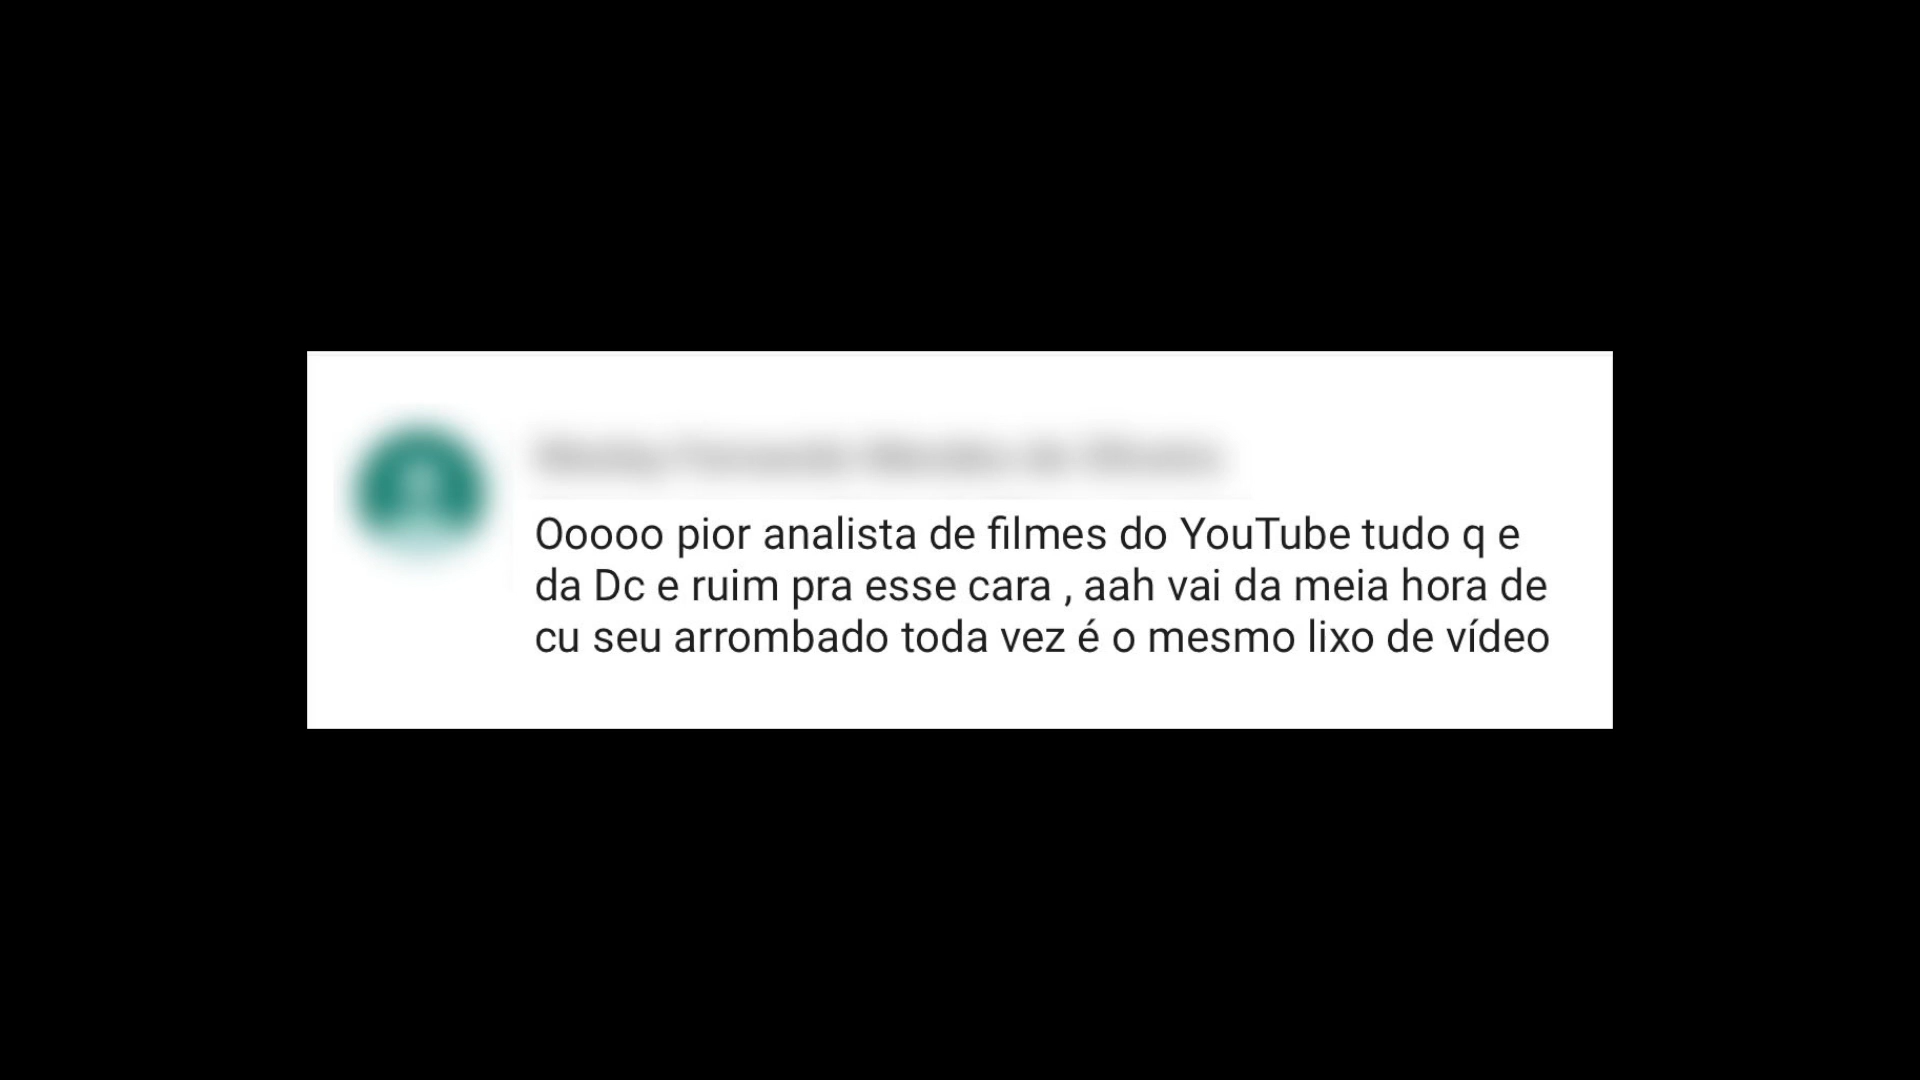 Ooooo pior analista de filmes do YouTube tudo q e
da Dc e ruim pra esse cara , aah vai da meia hora de
cu seu arrombado toda vez é o mesmo lixo de vídeo